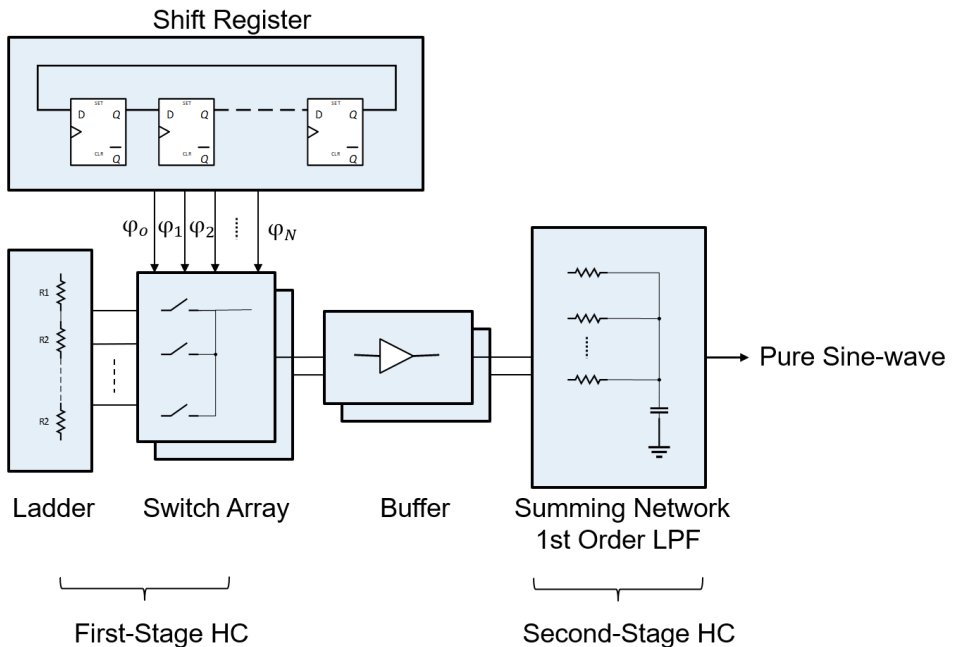 Shift Register
SET
D Q
CLR Q
SET
D Q
CLR Q
SET
D Q
CLR Q
φo φ1 φ2 φN
R1
R2
R2
Pure Sine-wave
Ladder
Switch Array
Buffer
Summing Network
1st Order LPF
First-Stage HC
Second-Stage HC